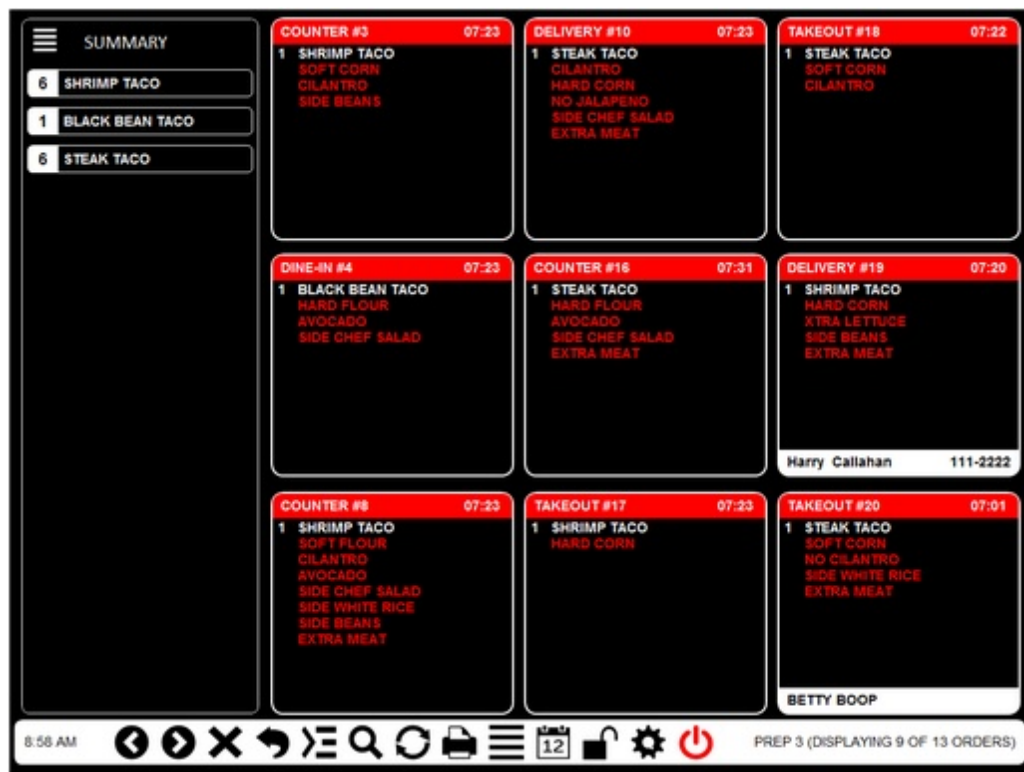 SUMMARY
6 SHRIMP TACO
1 BLACK BEAN TACO
6 STEAK TACO
COUNTER #3 07:23
1 SHRIMP TACO
SOFT CORN
CILANTRO
SIDE BEANS
DELIVERY #10 07:23
1 STEAK TACO
CILANTRO
HARD CORN
NO JALAPENO
SIDE CHEF SALAD
EXTRA MEAT
TAKEOUT #18 07:22
1 STEAK TACO
SOFT CORN
CILANTRO
DINE-IN #4 07:23
1 BLACK BEAN TACO
HARD FLOUR
AVOCADO
SIDE CHEF SALAD
COUNTER #16 07:31
1 STEAK TACO
HARD FLOUR
AVOCADO
SIDE CHEF SALAD
EXTRA MEAT
DELIVERY #19 07:20
1 SHRIMP TACO
HARD CORN
XTRA LETTUCE
SIDE BEANS
EXTRA MEAT
Harry Callahan 111-2222
COUNTER #8 07:23
1 SHRIMP TACO
SOFT FLOUR
CILANTRO
AVOCADO
SIDE CHEF SALAD
SIDE WHITE RICE
SIDE BEANS
EXTRA MEAT
TAKEOUT #17 07:23
1 SHRIMP TACO
HARD CORN
TAKEOUT #20 07:01
1 STEAK TACO
SOFT CORN
NO CILANTRO
SIDE WHITE RICE
EXTRA MEAT
BETTY BOOP
8:58 AM 12 PREP 3 (DISPLAYING 9 OF 13 ORDERS)